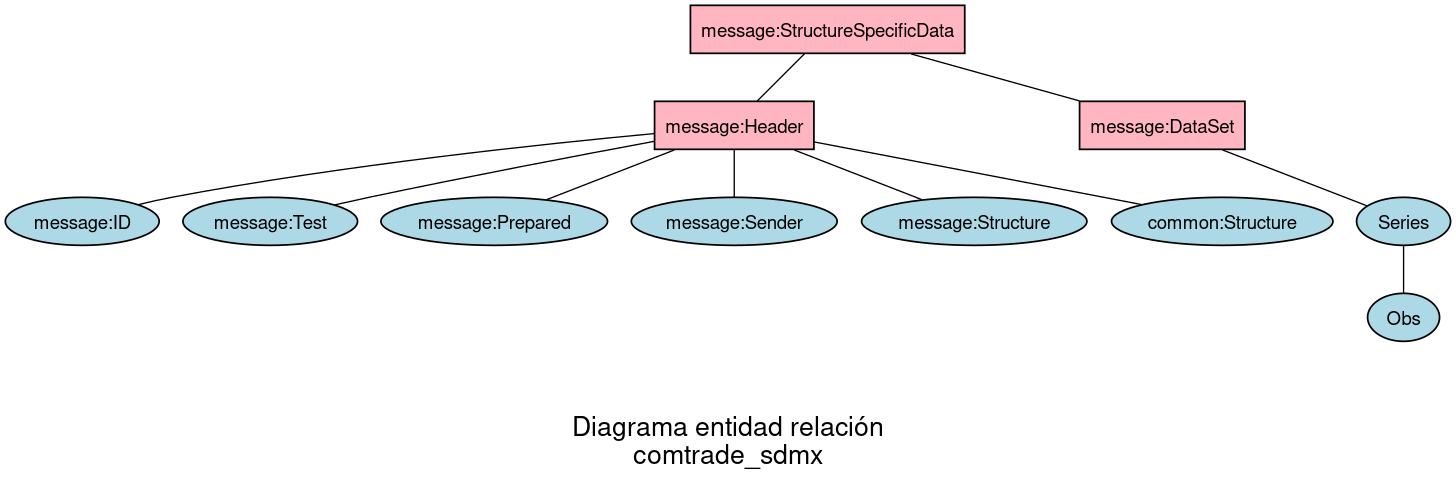 message:StructureSpecificData
message:Header
message:DataSet
message:ID
message:Test
message:Prepared
message:Sender
message:Structure
common:Structure
Series
Obs
Diagrama entidad relación
comtrade_sdmx